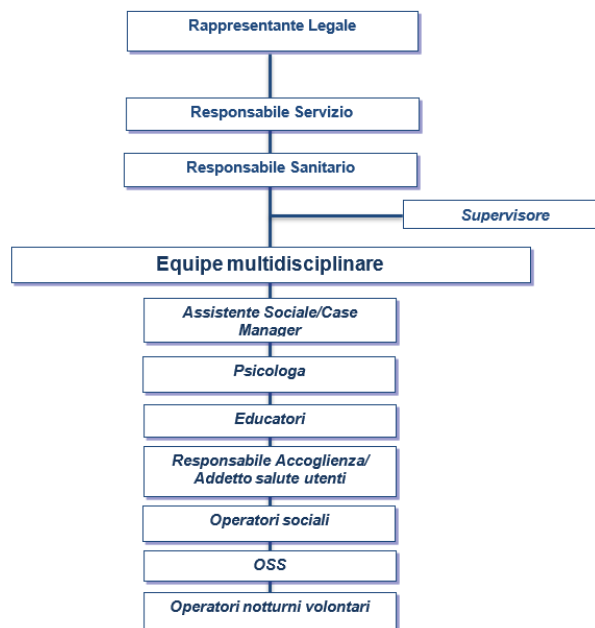 Rappresentante Legale
Responsabile Servizio
Responsabile Sanitario
Supervisore
Equipe multidisciplinare
Assistente Sociale/Case
Manager
Psicologa
Educatori
Responsabile Accoglienza/
Addetto salute utenti
Operatori sociali
OSS
Operatori notturni volontari